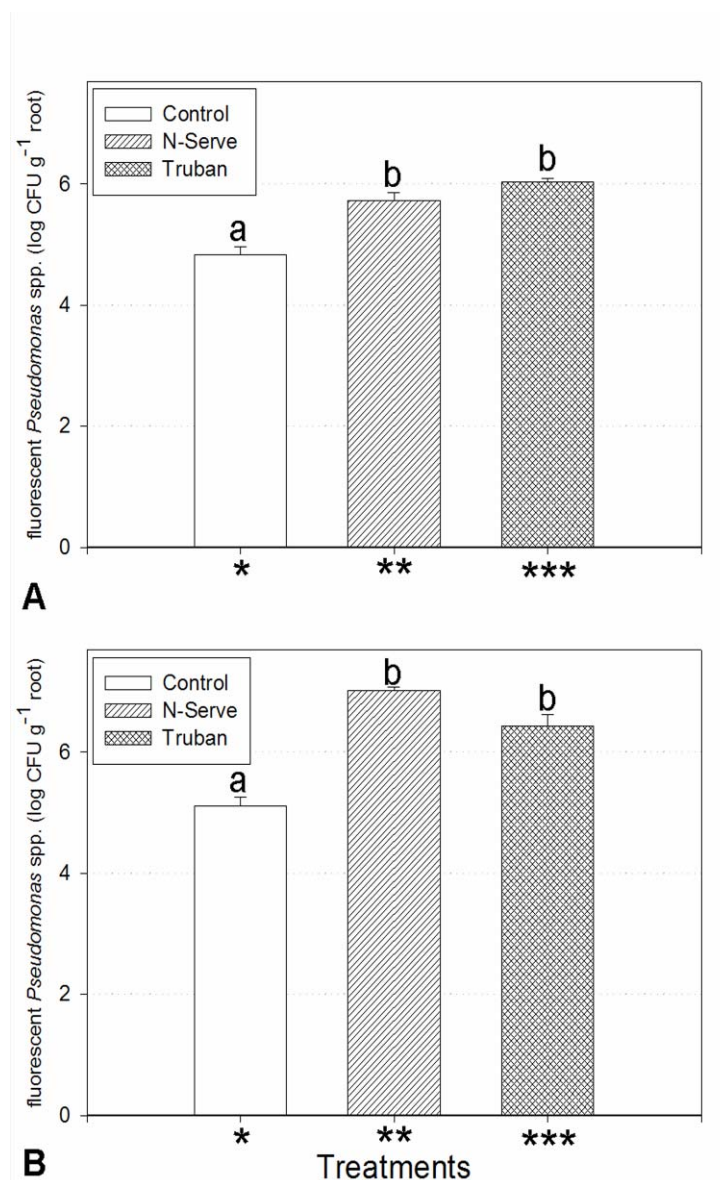 fluorescent Pseudomonas spp. (log CFU g⁻¹ root)
Control
N-Serve
Truban
6
4
2
0
a
b
b
*
**
***
A
fluorescent Pseudomonas spp. (log CFU g⁻¹ root)
Control
N-Serve
Truban
6
4
2
0
a
b
b
*
**
***
B
Treatments